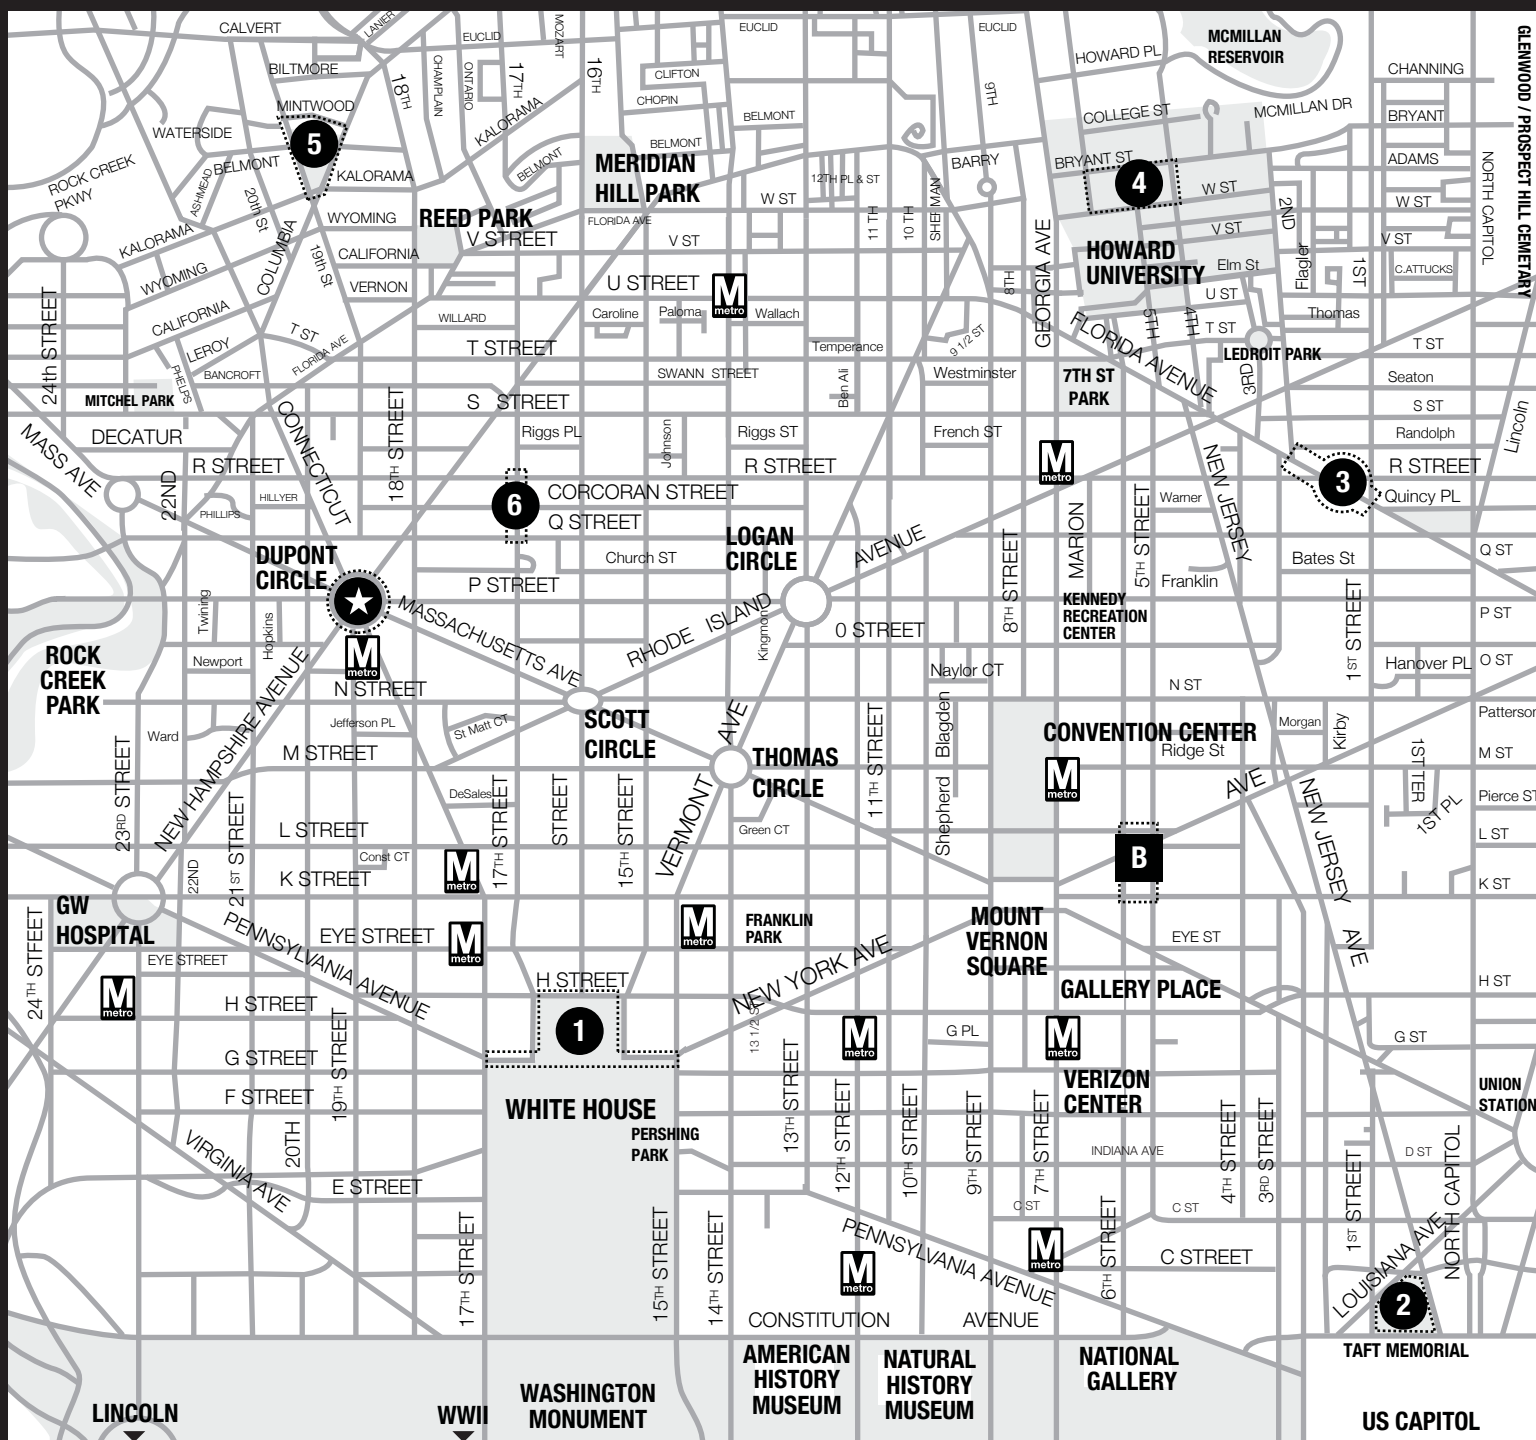 CALVERT
LANIER
EUCLID
MOZART
EUCLID
EUCLID
MCMILLAN
RESERVOIR
GLENWOOD / PROSPECT HILL CEMETARY
HOWARD PL
BILTMORE
18TH
CHAMPLAIN
ONTARIO
17TH
16TH
CLIFTON
CHANNING
MINTWOOD
CHOPIN
9TH
COLLEGE ST
MCMILLAN DR
WATERSIDE
5
KALORAMA
BELMONT
BELMONT
BRYANT
ROCK CREEK
PKWY
ASHMEAD
BELMONT
KALORAMA
BELMONT
MERIDIAN
HILL PARK
BARRY
BRYANT ST
ADAMS
NORTH CAPITOL
20th St
12TH PL & ST
4
W ST
W ST
W ST
WYOMING
REED PARK
FLORIDA AVE
11 TH
10 TH
SHERMAN
2ND
KALORAMA
COLUMBIA
19th St
CALIFORNIA
V STREET
V ST
V ST
V ST
HOWARD
UNIVERSITY
WYOMING
VERNON
U STREET
M
metro
8TH
GEORGIA AVE
Elm St
Flagler
1ST
C.ATTUCKS
24th STREET
CALIFORNIA
WILLARD
Caroline
Paloma
Wallach
U ST
Thomas
T ST
LEROY
FLORIDA AVE
T STREET
Temperance
9 1/2 ST
FLORIDA AVENUE
5TH
4TH
T ST
T ST
LEDROIT PARK
PHELPS
BANCROFT
SWANN STREET
Ben Ali
Westminster
7TH ST
PARK
3RD
Seaton
MITCHEL PARK
CONNECTICUT
18TH STREET
S STREET
S ST
Lincoln
MASS AVE
DECATUR
Riggs PL
Johnson
Riggs ST
French ST
Randolph
R STREET
R STREET
M
metro
NEW JERSEY
3
R STREET
22ND
HILLYER
6
CORCORAN STREET
Warner
Quincy PL
PHILLIPS
Q STREET
MARION
5TH STREET
DUPONT
CIRCLE
LOGAN
CIRCLE
AVENUE
8TH STREET
Q ST
Church ST
Bates St
P STREET
Franklin
Twining
Hopkins
MASSACHUSETTS AVE
RHODE ISLAND
Kingmon
KENNEDY
RECREATION
CENTER
P ST
1ST STREET
O STREET
M
metro
ROCK
CREEK
PARK
Newport
NEW HAMPSHIRE AVENUE
Naylor CT
Hanover PL
O ST
N STREET
N ST
Ward
Jefferson PL
St Matt CT
SCOTT
CIRCLE
AVE
11TH STREET
Blagden
CONVENTION CENTER
Morgan
Kirby
Patterson
23RD STREET
M STREET
THOMAS
CIRCLE
Ridge St
1ST TER
M ST
M
metro
AVE
DeSales
NEW JERSEY
Pierce ST
1ST PL
21ST STREET
L STREET
17TH STREET
STREET
15TH STREET
VERMONT
Green CT
Shepherd
L ST
Const CT
B
22ND
K STREET
M
metro
K ST
GW
HOSPITAL
24TH STFEET
PENNSYLVANIA AVENUE
EYE STREET
M
metro
M
metro
FRANKLIN
PARK
MOUNT
VERNON
SQUARE
EYE ST
AVE
EYE STREET
NEW YORK AVE
M
metro
H STREET
H STREET
GALLERY PLACE
H ST
19TH STREET
1
13 1/2 ST
M
metro
G PL
M
metro
G ST
G STREET
13TH STREET
VERIZON
CENTER
F STREET
WHITE HOUSE
UNION
STATION
20TH
VIRGINIA AVE
PERSHING
PARK
12TH STREET
10TH STREET
9TH STREET
7TH STREET
INDIANA AVE
4TH STREET
3RD STREET
D ST
E STREET
1ST STREET
NORTH CAPITOL
17TH STREET
15TH STREET
14TH STREET
C ST
6TH STREET
C ST
PENNSYLVANIA AVENUE
M
metro
M
metro
C STREET
LOUISIANA AVE
2
CONSTITUTION
AVENUE
TAFT MEMORIAL
AMERICAN
HISTORY
MUSEUM
NATURAL
HISTORY
MUSEUM
NATIONAL
GALLERY
LINCOLN
WWII
WASHINGTON
MONUMENT
US CAPITOL